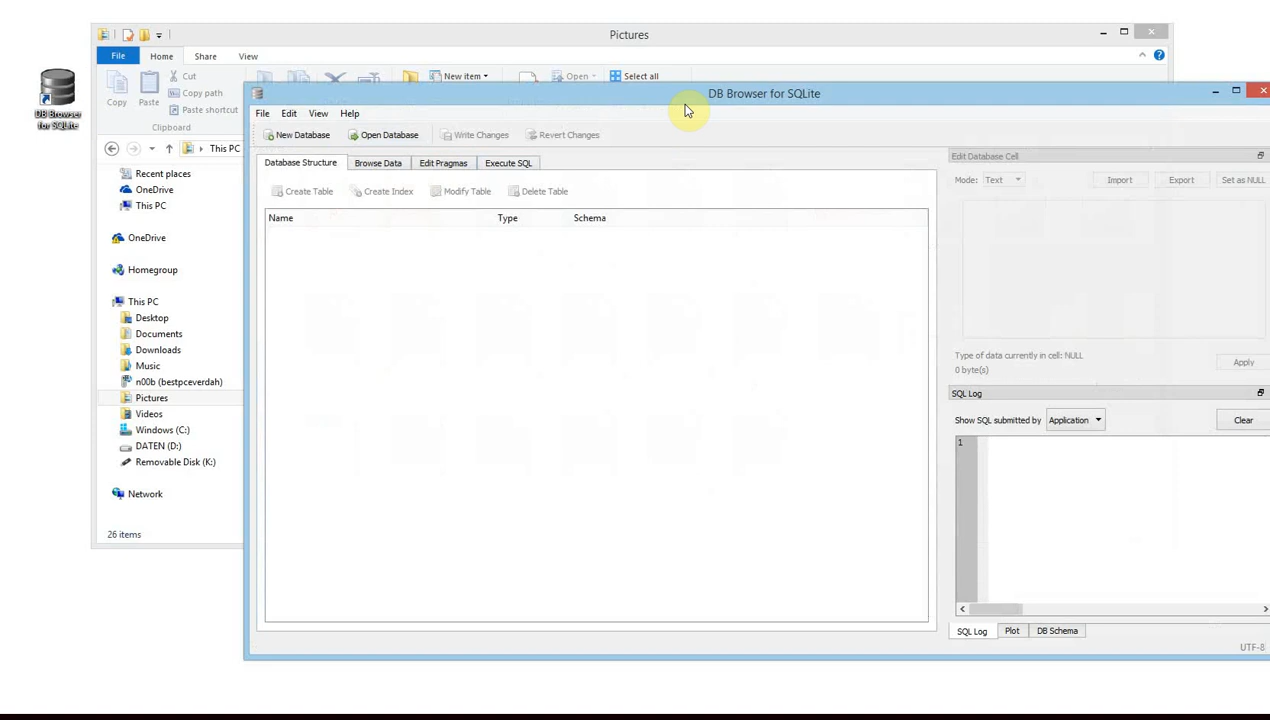 Pictures
File
Home
Share
View
Copy
Paste
Cut
Copy path
Paste shortcut
New item
Open
Select all
Clipboard
This PC
Recent places
OneDrive
This PC
OneDrive
Homegroup
This PC
Desktop
Documents
Downloads
Music
n00b (bestpceverdah)
Pictures
Videos
Windows (C:)
DATEN (D:)
Removable Disk (K:)
Network
26 items
DB Browser
for SQLite
DB Browser for SQLite
File
Edit
View
Help
New Database
Open Database
Write Changes
Revert Changes
Database Structure
Browse Data
Edit Pragmas
Execute SQL
Create Table
Create Index
Modify Table
Delete Table
Name
Type
Schema
Edit Database Cell
Mode:
Text
Import
Export
Set as NULL
Type of data currently in cell: NULL
0 byte(s)
Apply
SQL Log
Show SQL submitted by
Application
Clear
1
SQL Log
Plot
DB Schema
UTF-8